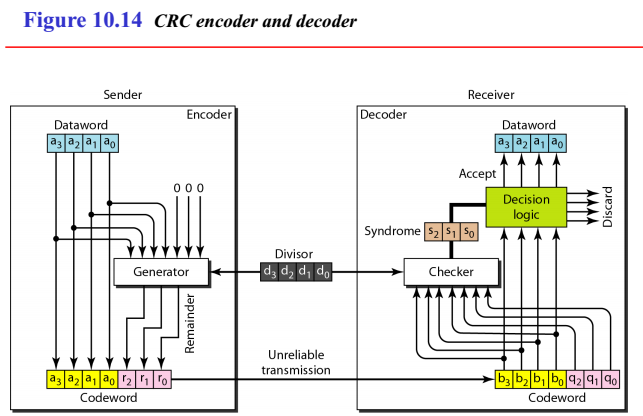 Figure 10.14 CRC encoder and decoder
Sender
Receiver
Encoder
Decoder
Dataword
a3 a2 a1 a0
0 0 0
Generator
Remainder
a3 a2 a1 a0 r2 r1 r0
Codeword
Divisor
d3 d2 d1 d0
Unreliable
transmission
Dataword
a3 a2 a1 a0
Accept
Decision
logic
Discard
Syndrome
s2 s1 s0
Checker
b3 b2 b1 b0 q2 q1 q0
Codeword